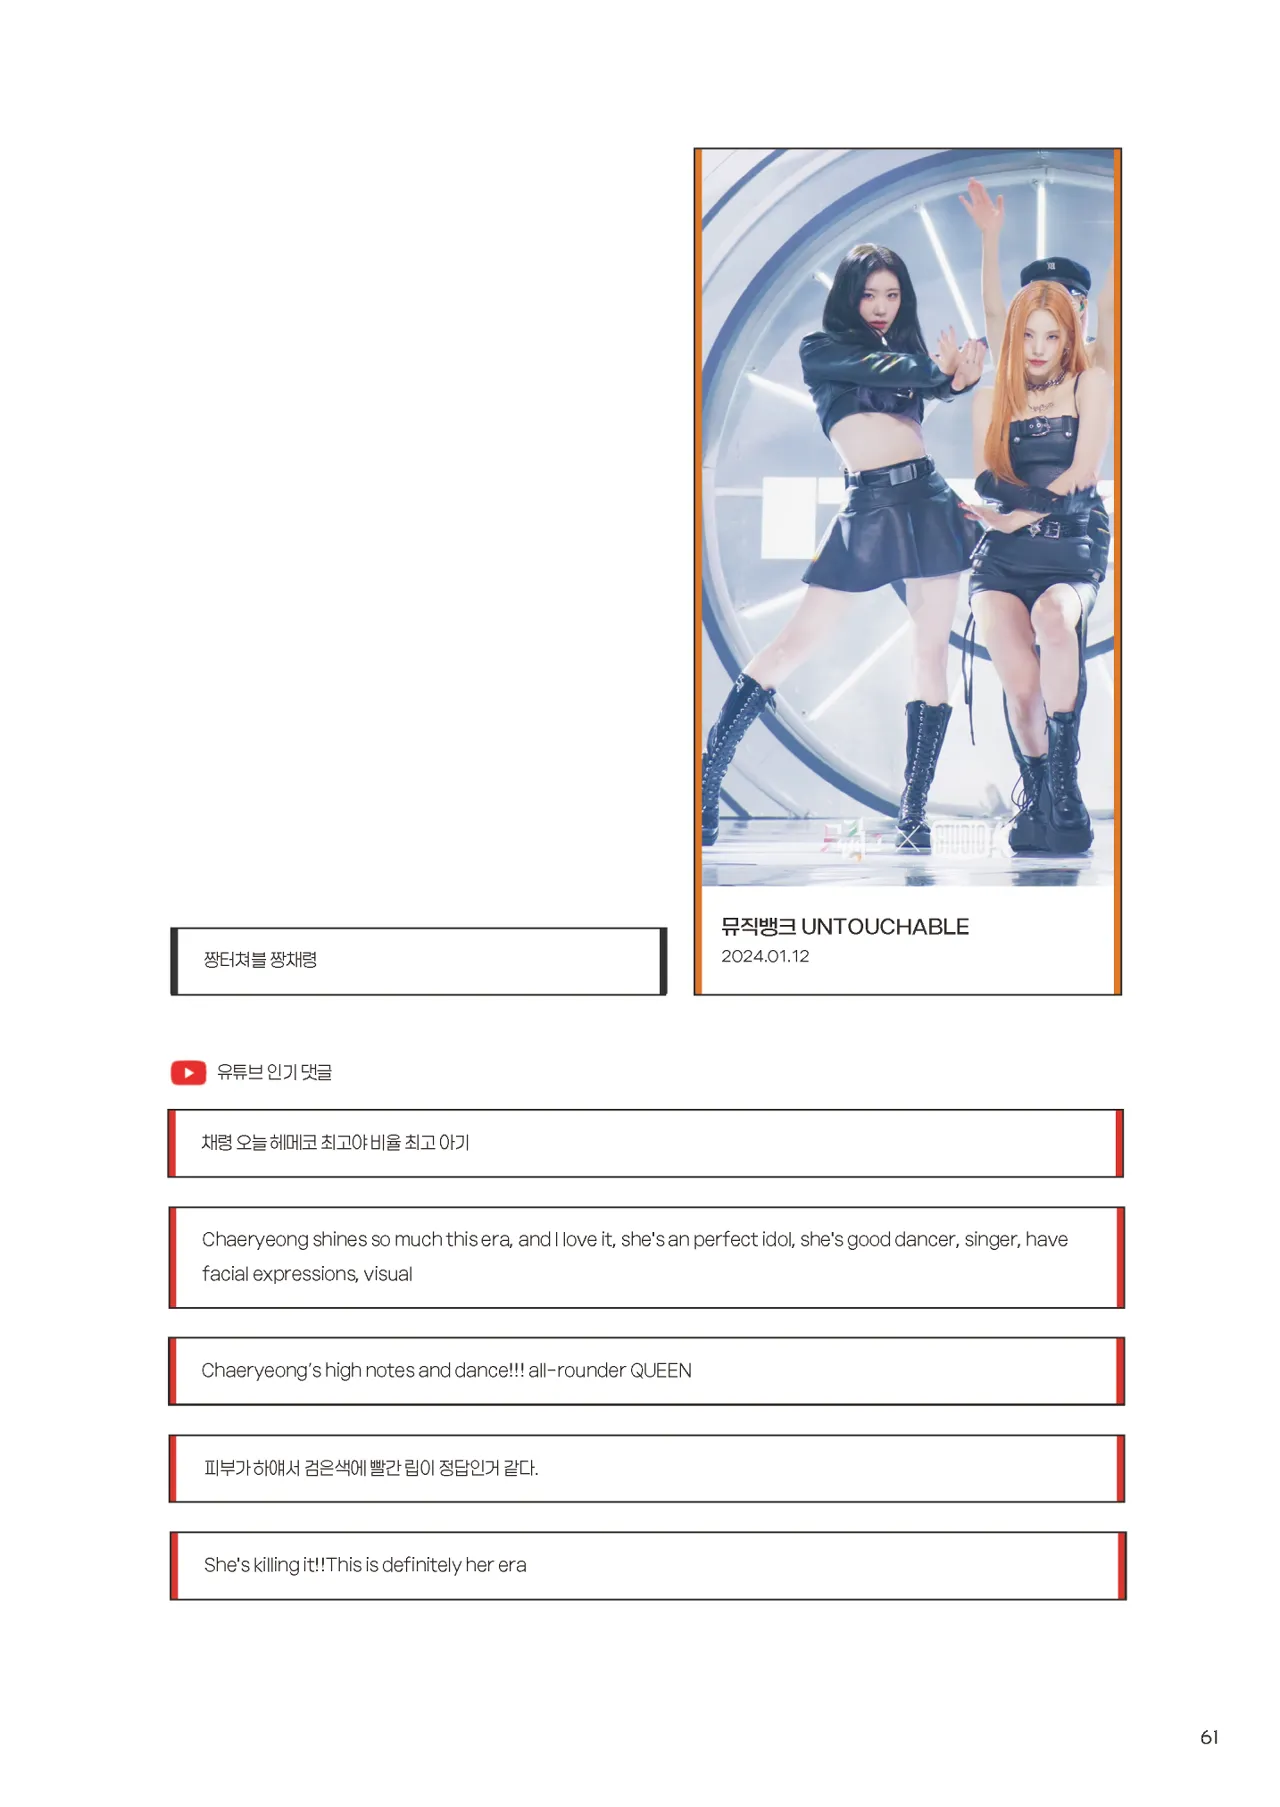 뮤직뱅크 UNTOUCHABLE
2024.01.12
짱터쳐블 짱채령
유튜브 인기 댓글
채령 오늘 헤메코 최고야 비율 최고 아기
Chaeryeong shines so much this era, and I love it, she's an perfect idol, she's good dancer, singer, have
facial expressions, visual
Chaeryeong's high notes and dance!!! all-rounder QUEEN
피부가 하얘서 검은색에 빨간 립이 정답인거 같다.
She's killing it!!This is definitely her era
61